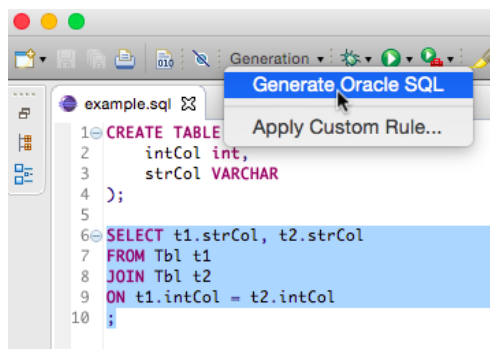 Generation
Generate Oracle SQL
Apply Custom Rule...
example.sql
1 CREATE TABLE
2 intCol int,
3 strCol VARCHAR
4 );
5
6 SELECT t1.strCol, t2.strCol
7 FROM Tbl t1
8 JOIN Tbl t2
9 ON t1.intCol = t2.intCol
10 ;